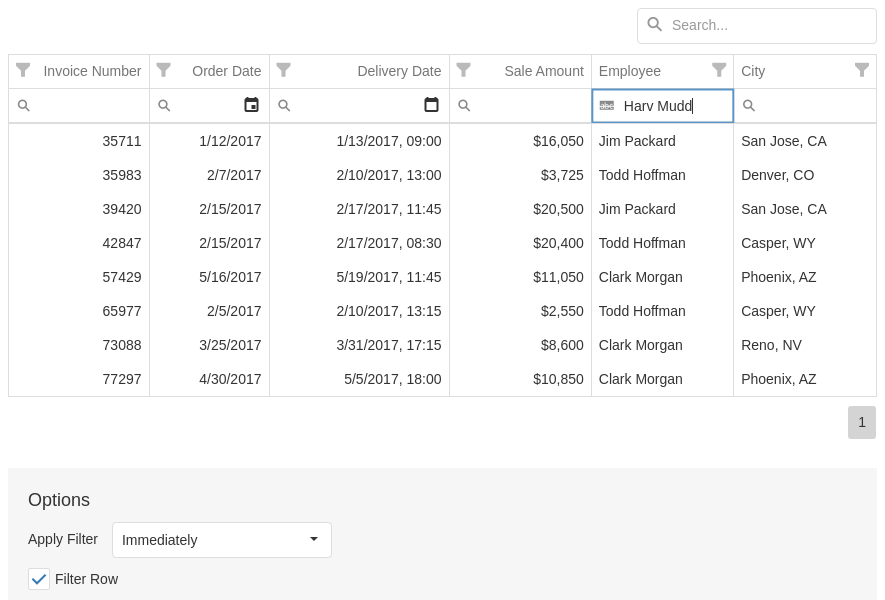 Search...
Invoice Number Order Date Delivery Date Sale Amount Employee City
abc Harv Mudd
35711 1/12/2017 1/13/2017, 09:00 $16,050 Jim Packard San Jose, CA
35983 2/7/2017 2/10/2017, 13:00 $3,725 Todd Hoffman Denver, CO
39420 2/15/2017 2/17/2017, 11:45 $20,500 Jim Packard San Jose, CA
42847 2/15/2017 2/17/2017, 08:30 $20,400 Todd Hoffman Casper, WY
57429 5/16/2017 5/19/2017, 11:45 $11,050 Clark Morgan Phoenix, AZ
65977 2/5/2017 2/10/2017, 13:15 $2,550 Todd Hoffman Casper, WY
73088 3/25/2017 3/31/2017, 17:15 $8,600 Clark Morgan Reno, NV
77297 4/30/2017 5/5/2017, 18:00 $10,850 Clark Morgan Phoenix, AZ
1
Options
Apply Filter Immediately
Filter Row